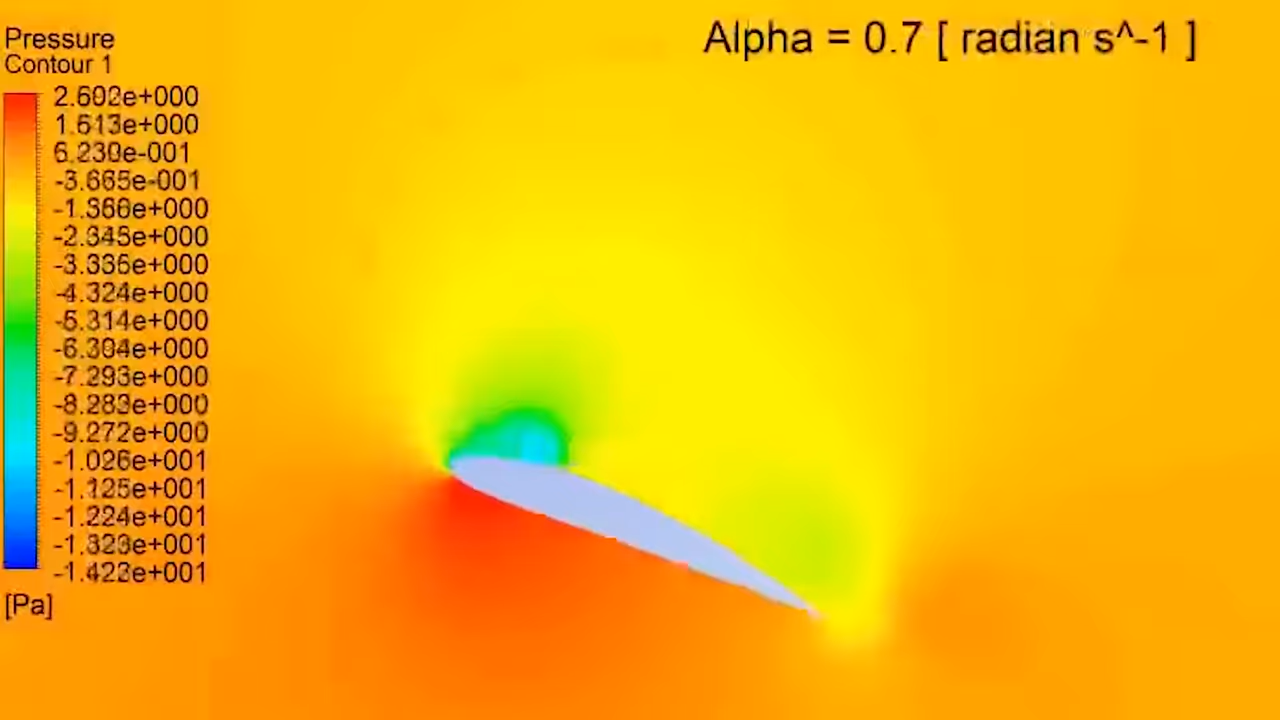 Pressure
Contour 1
2.602e+000
1.613e+000
6.230e-001
-3.665e-001
-1.356e+000
-2.345e+000
-3.335e+000
-4.324e+000
-5.314e+000
-6.304e+000
-7.293e+000
-8.283e+000
-9.272e+000
-1.026e+001
-1.125e+001
-1.224e+001
-1.323e+001
-1.422e+001
[Pa]
Alpha = 0.7 [ radian s^-1 ]